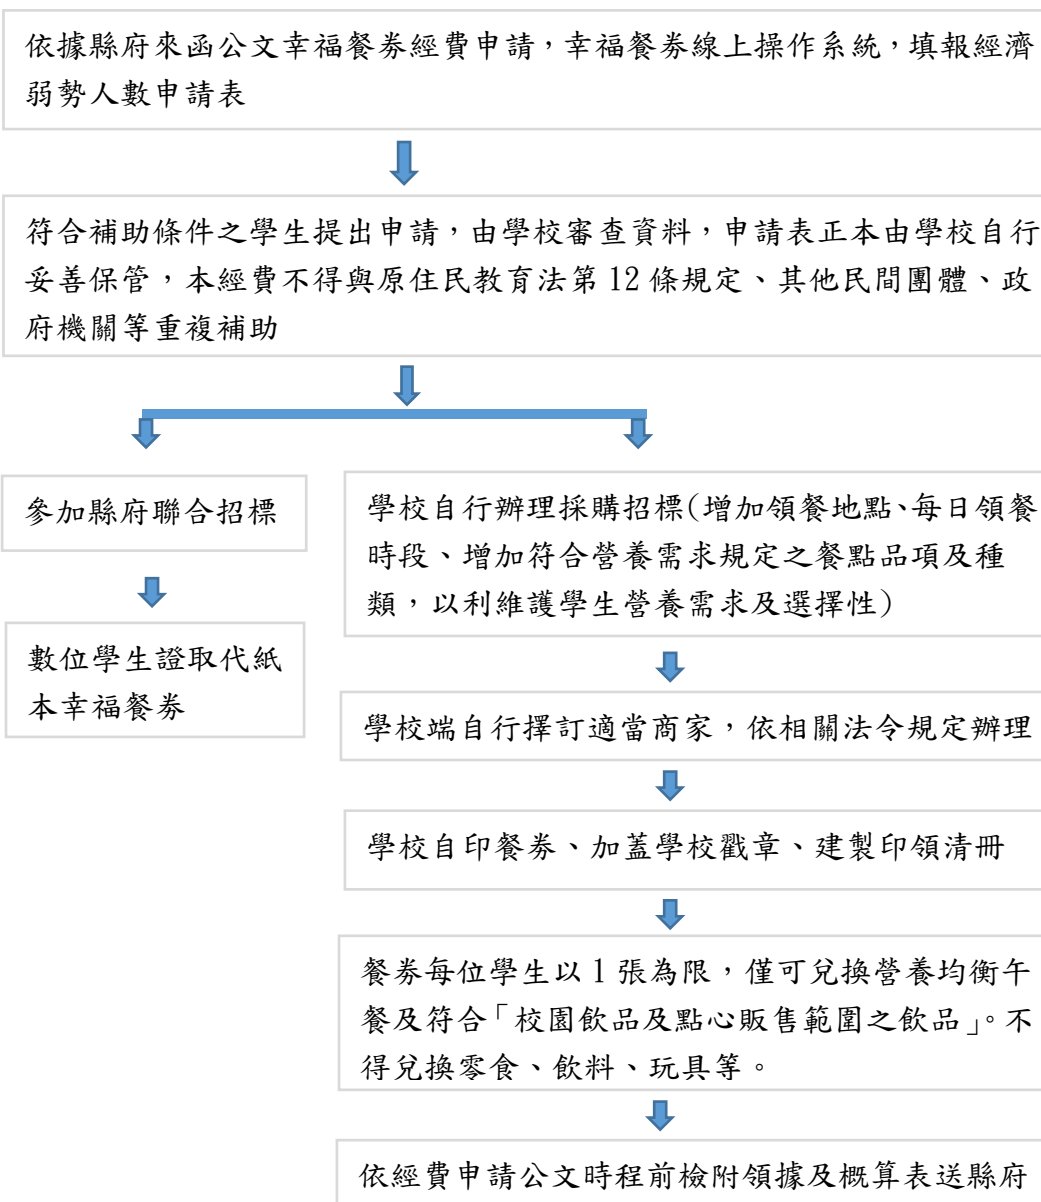 依據縣府來函公文幸福餐券經費申請，幸福餐券線上操作系統，填報經濟
弱勢人數申請表
符合補助條件之學生提出申請，由學校審查資料，申請表正本由學校自行
妥善保管，本經費不得與原住民教育法第 12 條規定、其他民間團體、政
府機關等重複補助
參加縣府聯合招標
數位學生證取代紙
本幸福餐券
學校自行辦理採購招標(增加領餐地點、每日領餐
時段、增加符合營養需求規定之餐點品項及種
類，以利維護學生營養需求及選擇性)
學校端自行擇訂適當商家，依相關法令規定辦理
學校自印餐券、加蓋學校戳章、建製印領清冊
餐券每位學生以 1 張為限，僅可兌換營養均衡午
餐及符合「校園飲品及點心販售範圍之飲品」。不
得兌換零食、飲料、玩具等。
依經費申請公文時程前檢附領據及概算表送縣府